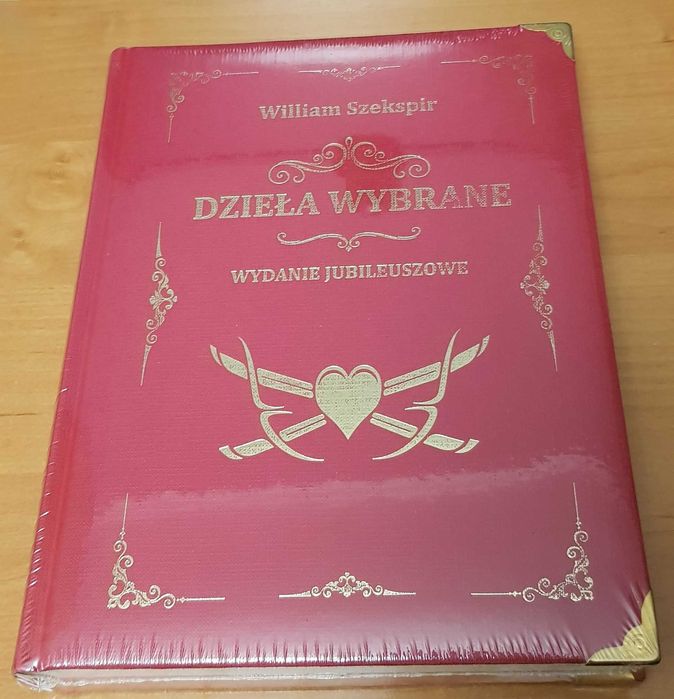 William Szekspir
DZIEŁA WYBRANE
WYDANIE JUBILEUSZOWE